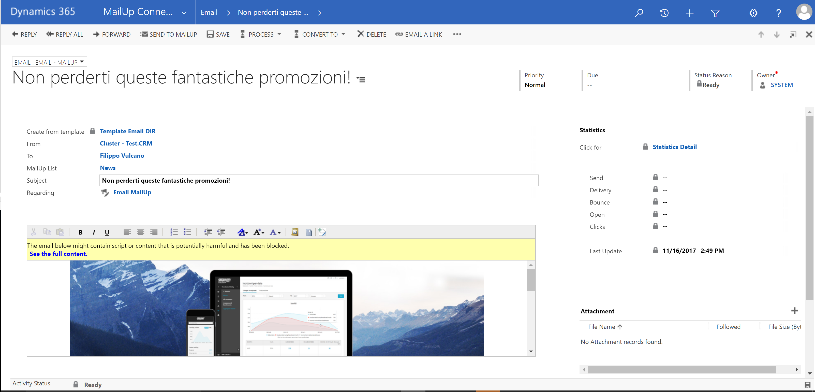 Dynamics 365 MailUp Conne... Email Non perderti queste ...
REPLY REPLY ALL FORWARD SEND TO MAILUP SAVE PROCESS CONVERT TO DELETE EMAIL A LINK
EMAIL : EMAIL - MAILUP
Non perderti queste fantastiche promozioni!
Priority
Normal
Due
--
Status Reason
Ready
Owner*
SYSTEM
Create from template Template Email DIR
From Cluster - Test CRM
To Filippo Vulcano
MailUp List News
Subject Non perderti queste fantastiche promozioni!
Regarding Email MailUp
B I U
The email below might contain script or content that is potentially harmful and has been blocked.
See the full content.
Statistics
Click for Statistics Detail
Send --
Delivery --
Bounce --
Open --
Clicks --
Last Update 11/16/2017 2:49 PM
Attachment
File Name Followed File Size (Byt
No Attachment records found.
Activity Status Ready